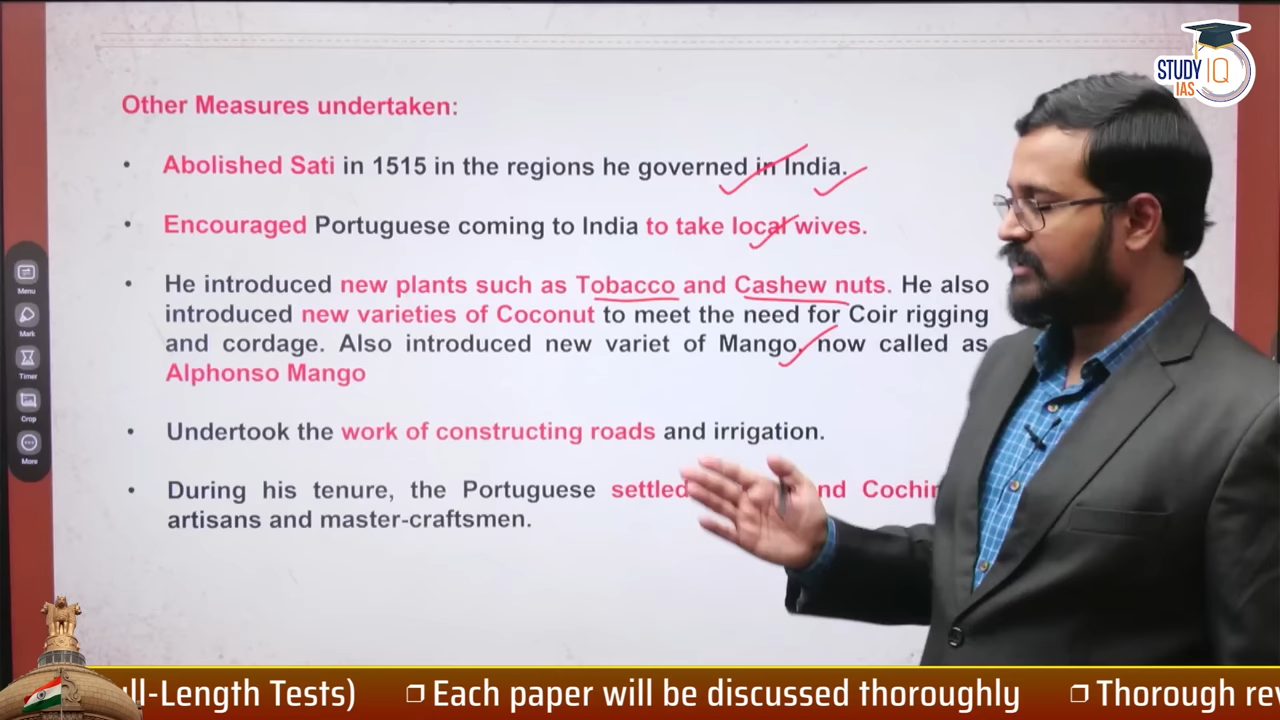 STUDY IQ
IAS
Other Measures undertaken:
• Abolished Sati in 1515 in the regions he governed in India.
• Encouraged Portuguese coming to India to take local wives.
• He introduced new plants such as Tobacco and Cashew nuts. He also
introduced new varieties of Coconut to meet the need for Coir rigging
and cordage. Also introduced new variet of Mango, now called as
Alphonso Mango
• Undertook the work of constructing roads and irrigation.
• During his tenure, the Portuguese settled
artisans and master-craftsmen.
Menu
Mark
Timer
Crop
More
ll-Length Tests) ❐ Each paper will be discussed thoroughly ❐ Thorough